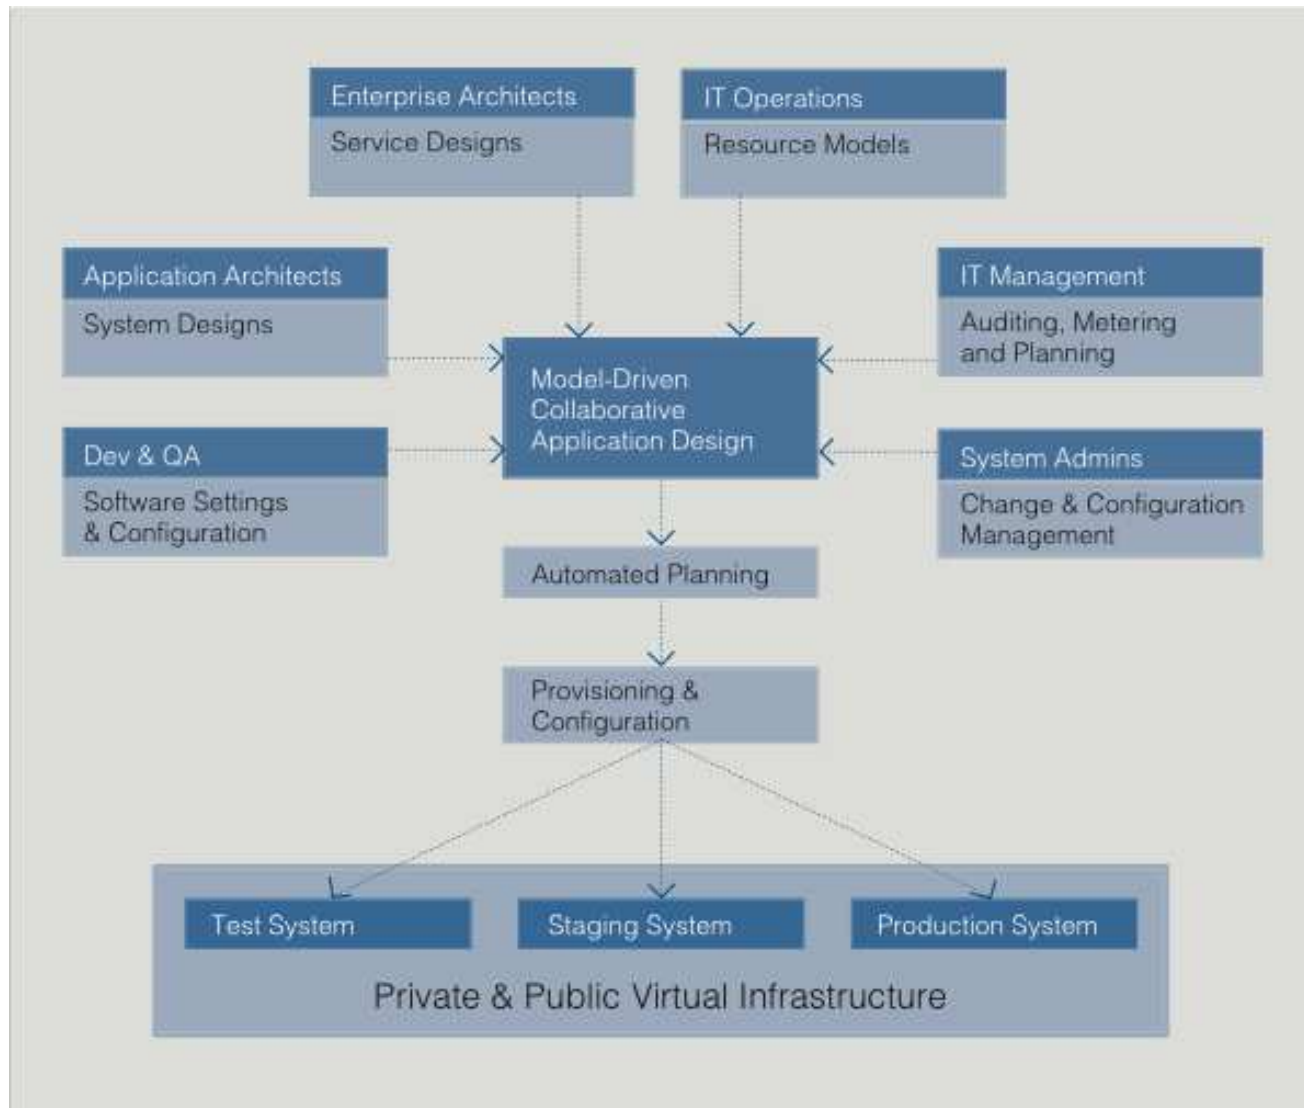 Enterprise Architects
Service Designs
IT Operations
Resource Models
Application Architects
System Designs
IT Management
Auditing, Metering
and Planning
Model-Driven
Collaborative
Application Design
Dev & QA
Software Settings
& Configuration
System Admins
Change & Configuration
Management
Automated Planning
Provisioning &
Configuration
Test System
Staging System
Production System
Private & Public Virtual Infrastructure